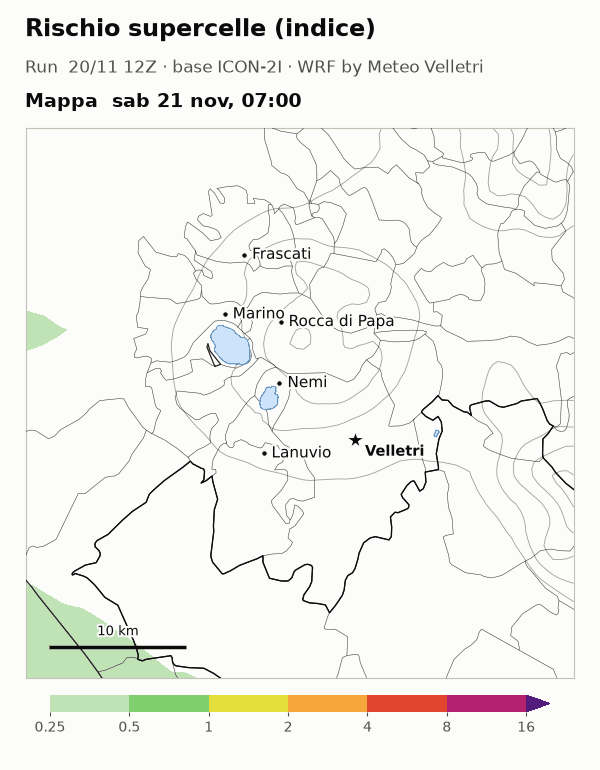 Rischio supercelle (indice)
Run  20/11 12Z · base ICON-2I · WRF by Meteo Velletri
Mappa  sab 21 nov, 07:00
Frascati
Marino
Rocca di Papa
Nemi
Velletri
Lanuvio
10 km
0.25 0.5 1 2 4 8 16